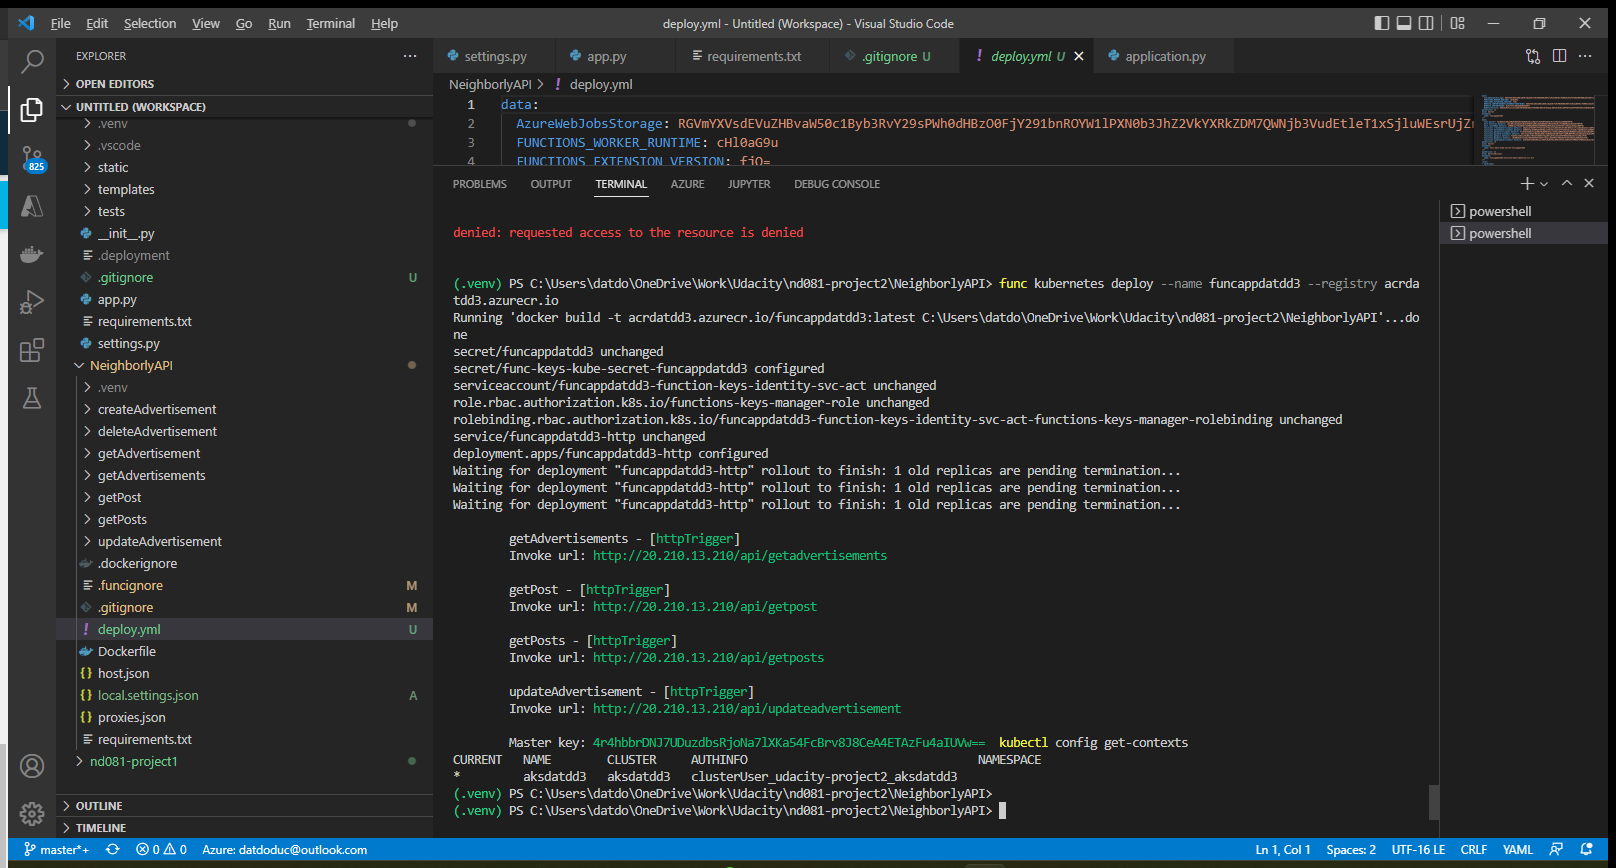 File Edit Selection View Go Run Terminal Help
deploy.yml - Untitled (Workspace) - Visual Studio Code
EXPLORER
OPEN EDITORS
UNTITLED (WORKSPACE)
.venv
.vscode
static
templates
tests
__init__.py
.deployment
.gitignore U
app.py
requirements.txt
settings.py
NeighborlyAPI
.venv
createAdvertisement
deleteAdvertisement
getAdvertisement
getAdvertisements
getPost
getPosts
updateAdvertisement
.dockerignore
.funcignore M
.gitignore M
deploy.yml U
Dockerfile
host.json
local.settings.json A
proxies.json
requirements.txt
nd081-project1
OUTLINE
TIMELINE
825
settings.py app.py requirements.txt .gitignore U deploy.yml U application.py
NeighborlyAPI > ! deploy.yml
1 data:
2 AzureWebJobsStorage:
3 FUNCTIONS_WORKER_RUNTIME: cHl0aG9u
4 FUNCTIONS_EXTENSION_VERSION: fjQ=
PROBLEMS OUTPUT TERMINAL AZURE JUPYTER DEBUG CONSOLE
powershell
powershell
denied: requested access to the resource is denied
(.venv) PS C:\Users\datdo\OneDrive\Work\Udacity\nd081-project2\NeighborlyAPI> func kubernetes deploy --name funcappdatdd3 --registry acrda
tdd3.azurecr.io
Running 'docker build -t acrdatdd3.azurecr.io/funcappdatdd3:latest C:\Users\datdo\OneDrive\Work\Udacity\nd081-project2\NeighborlyAPI'...do
ne
secret/funcappdatdd3 unchanged
secret/func-keys-kube-secret-funcappdatdd3 configured
serviceaccount/funcappdatdd3-function-keys-identity-svc-act unchanged
role.rbac.authorization.k8s.io/functions-keys-manager-role unchanged
rolebinding.rbac.authorization.k8s.io/funcappdatdd3-function-keys-identity-svc-act-functions-keys-manager-rolebinding unchanged
service/funcappdatdd3-http unchanged
deployment.apps/funcappdatdd3-http configured
Waiting for deployment "funcappdatdd3-http" rollout to finish: 1 old replicas are pending termination...
Waiting for deployment "funcappdatdd3-http" rollout to finish: 1 old replicas are pending termination...
Waiting for deployment "funcappdatdd3-http" rollout to finish: 1 old replicas are pending termination...
getAdvertisements - [httpTrigger]
Invoke url: http://20.210.13.210/api/getadvertisements
getPost - [httpTrigger]
Invoke url: http://20.210.13.210/api/getpost
getPosts - [httpTrigger]
Invoke url: http://20.210.13.210/api/getposts
updateAdvertisement - [httpTrigger]
Invoke url: http://20.210.13.210/api/updateadvertisement
Master key: 4r4hbbrDNJ7UDuzdbsRjoNa7lXKa54FcBrv8J8CeA4ETAzFu4aIUVw== kubectl config get-contexts
CURRENT NAME CLUSTER AUTHINFO NAMESPACE
* aksdatdd3 aksdatdd3 clusterUser_udacity-project2_aksdatdd3
(.venv) PS C:\Users\datdo\OneDrive\Work\Udacity\nd081-project2\NeighborlyAPI>
(.venv) PS C:\Users\datdo\OneDrive\Work\Udacity\nd081-project2\NeighborlyAPI>
master*+ 0 0 Azure: datdoduc@outlook.com Ln 1, Col 1 Spaces: 2 UTF-16 LE CRLF YAML